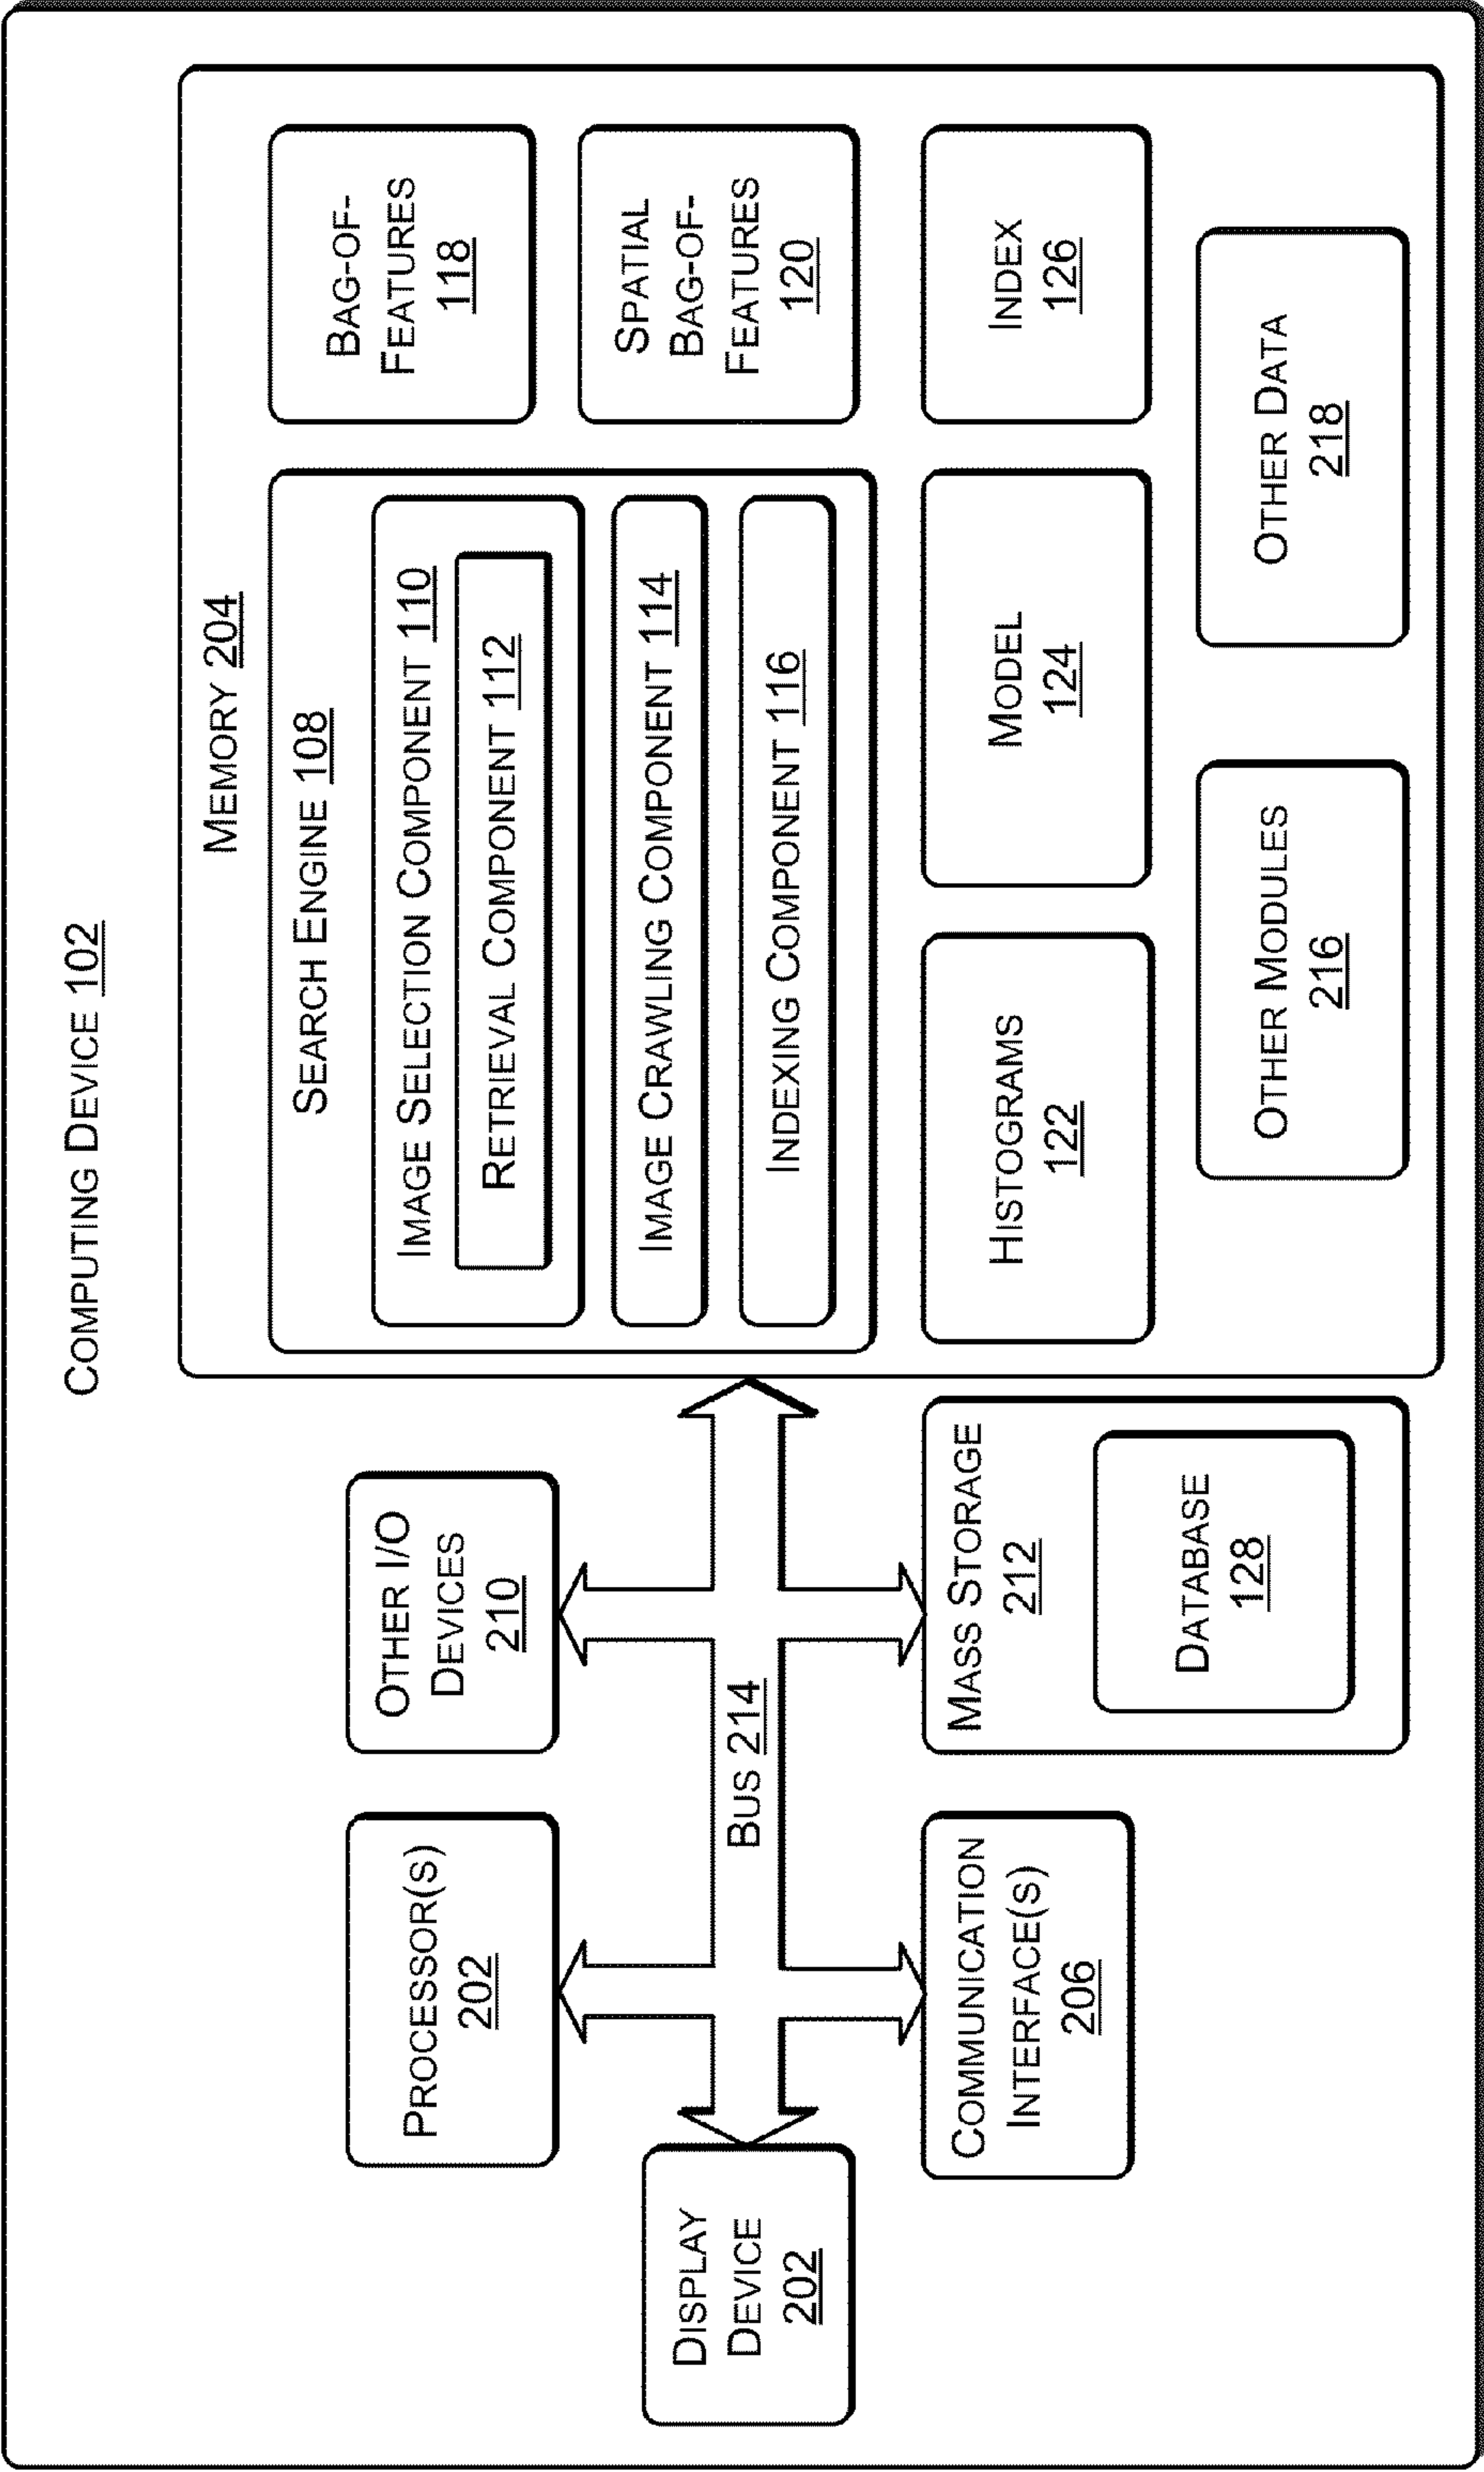 COMPUTING DEVICE 102
MEMORY 204
SEARCH ENGINE 108
IMAGE SELECTION COMPONENT 110
RETRIEVAL COMPONENT 112
IMAGE CRAWLING COMPONENT 114
INDEXING COMPONENT 116
BAG-OF-
FEATURES
118
SPATIAL
BAG-OF-
FEATURES
120
HISTOGRAMS
122
MODEL
124
INDEX
126
OTHER MODULES
216
OTHER DATA
218
PROCESSOR(S)
202
OTHER I/O
DEVICES
210
DISPLAY
DEVICE
202
BUS 214
COMMUNICATION
INTERFACE(S)
206
MASS STORAGE
212
DATABASE
128